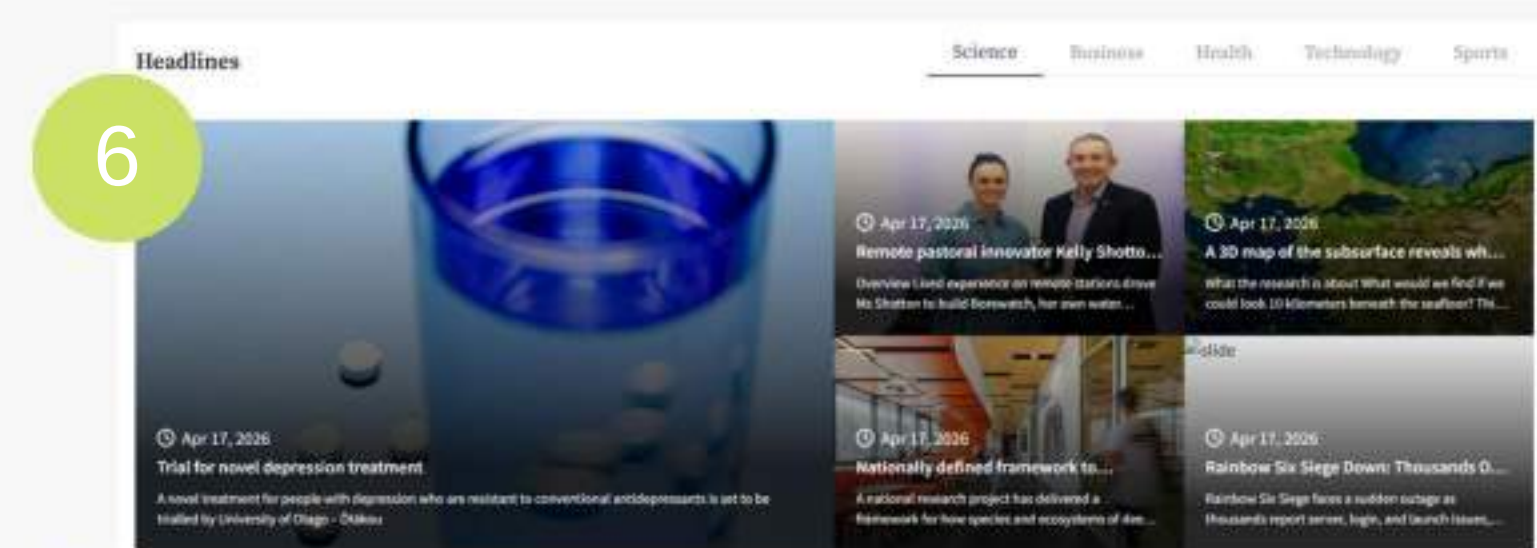 Headlines
Science Business Health Technology Sports
6
Apr 17, 2026
Trial for novel depression treatment
A novel treatment for people with depression who are resistant to conventional antidepressants is set to be
trialled by University of Otago – Ōtākou
Apr 17, 2026
Remote pastoral innovator Kelly Shotto...
Overview Lived experience on remote stations drove
Ms Shotton to build Borewatch, her own water...
Apr 17, 2026
A 3D map of the subsurface reveals wh...
What the research is about What would we find if we
could look 10 kilometers beneath the seafloor? Thi...
Apr 17, 2026
Nationally defined framework to...
A national research project has delivered a
framework for how species and ecosystems of dee...
slide
Apr 17, 2026
Rainbow Six Siege Down: Thousands O...
Rainbow Six Siege faces a sudden outage as
thousands report server, login, and launch issues,...